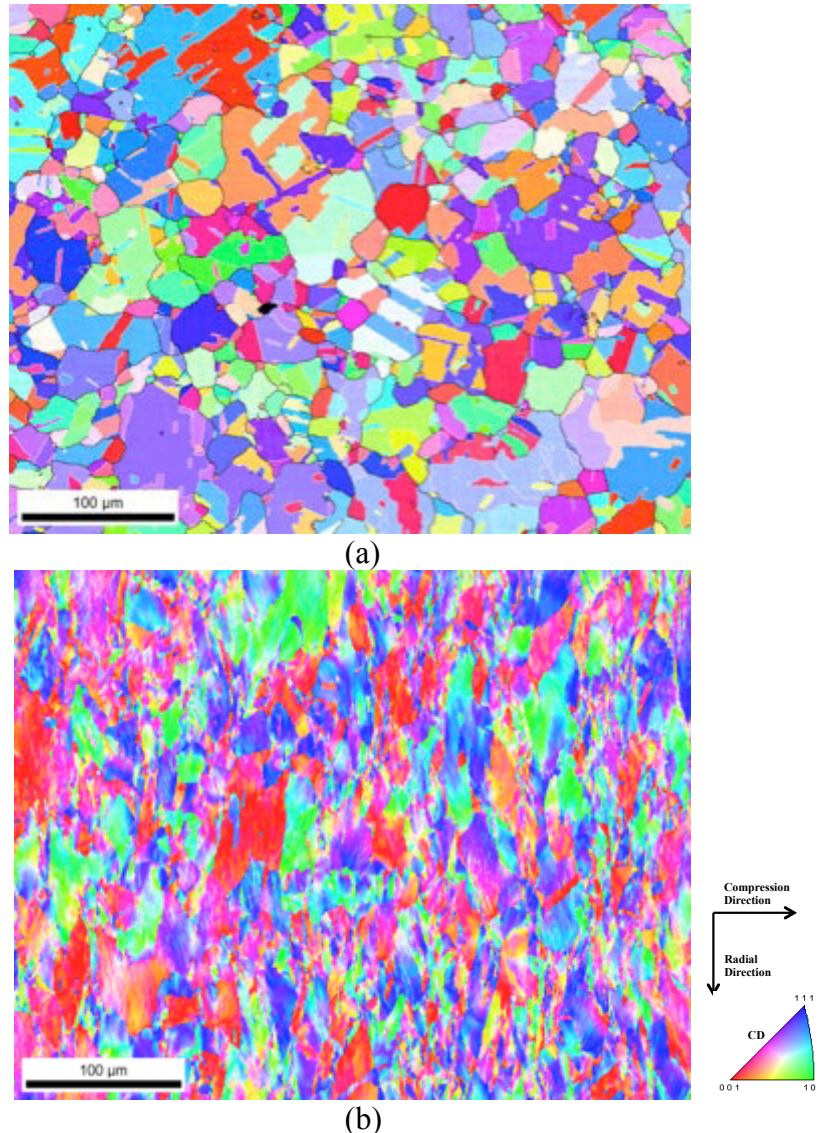 100 µm
(a)
Compression
Direction
Radial
Direction
1 1 1
CD
0 0 1
1 0
100 µm
(b)